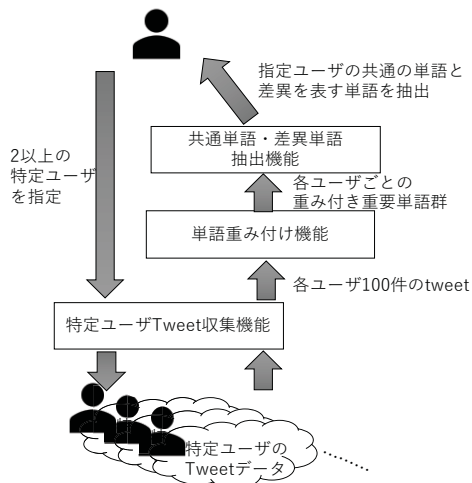 指定ユーザの共通の単語と
差異を表す単語を抽出
共通単語・差異単語
抽出機能
2以上の
特定ユーザ
を指定
各ユーザごとの
重み付き重要単語群
単語重み付け機能
各ユーザ100件のtweet
特定ユーザTweet収集機能
特定ユーザの
Tweetデータ